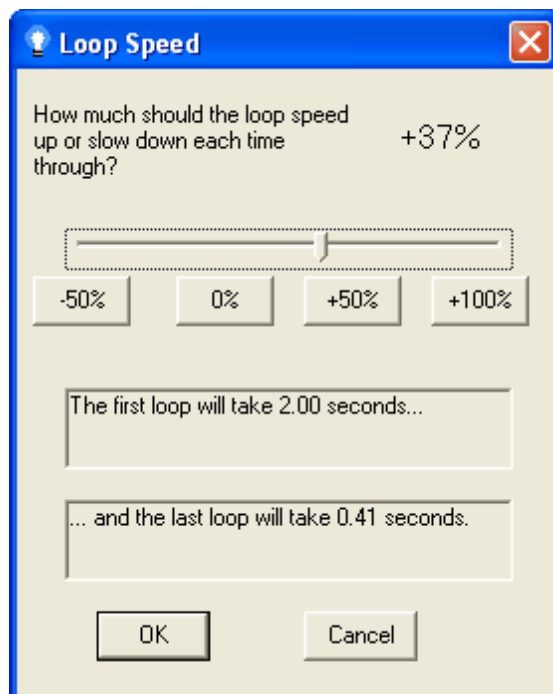 Loop Speed
How much should the loop speed
up or slow down each time
through?
+37%
-50%
0%
+50%
+100%
The first loop will take 2.00 seconds...
... and the last loop will take 0.41 seconds.
OK
Cancel